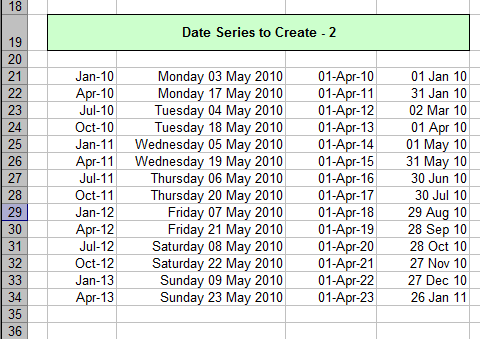 18
19 Date Series to Create - 2
20
21 Jan-10 Monday 03 May 2010 01-Apr-10 01 Jan 10
22 Apr-10 Monday 17 May 2010 01-Apr-11 31 Jan 10
23 Jul-10 Tuesday 04 May 2010 01-Apr-12 02 Mar 10
24 Oct-10 Tuesday 18 May 2010 01-Apr-13 01 Apr 10
25 Jan-11 Wednesday 05 May 2010 01-Apr-14 01 May 10
26 Apr-11 Wednesday 19 May 2010 01-Apr-15 31 May 10
27 Jul-11 Thursday 06 May 2010 01-Apr-16 30 Jun 10
28 Oct-11 Thursday 20 May 2010 01-Apr-17 30 Jul 10
29 Jan-12 Friday 07 May 2010 01-Apr-18 29 Aug 10
30 Apr-12 Friday 21 May 2010 01-Apr-19 28 Sep 10
31 Jul-12 Saturday 08 May 2010 01-Apr-20 28 Oct 10
32 Oct-12 Saturday 22 May 2010 01-Apr-21 27 Nov 10
33 Jan-13 Sunday 09 May 2010 01-Apr-22 27 Dec 10
34 Apr-13 Sunday 23 May 2010 01-Apr-23 26 Jan 11
35
36